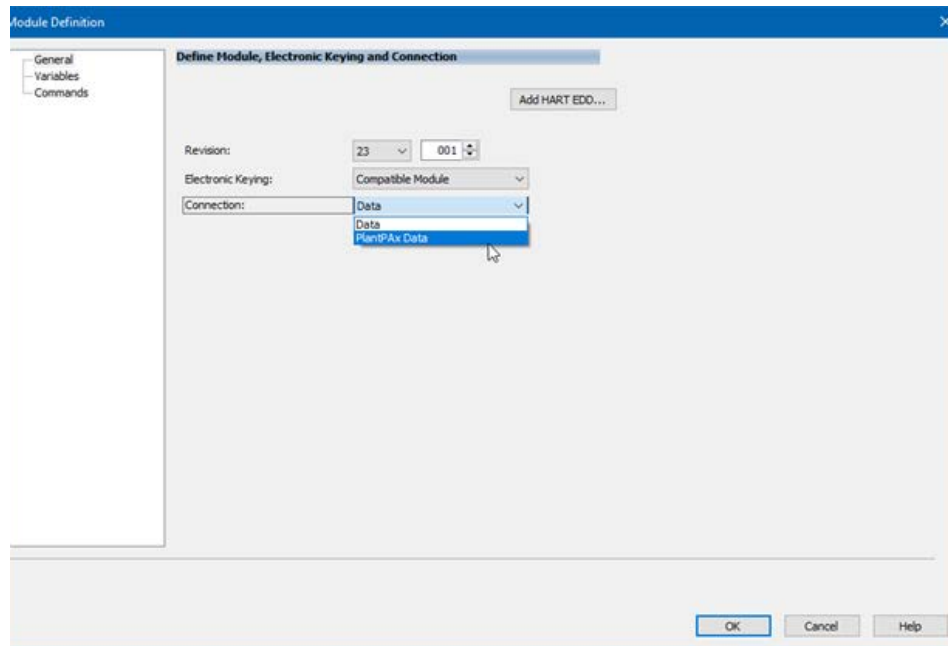 Module Definition
General
Variables
Commands
Define Module, Electronic Keying and Connection
Add HART EDD...
Revision:
23
001
Electronic Keying:
Compatible Module
Connection:
Data
Data
PlantPAx Data
OK
Cancel
Help